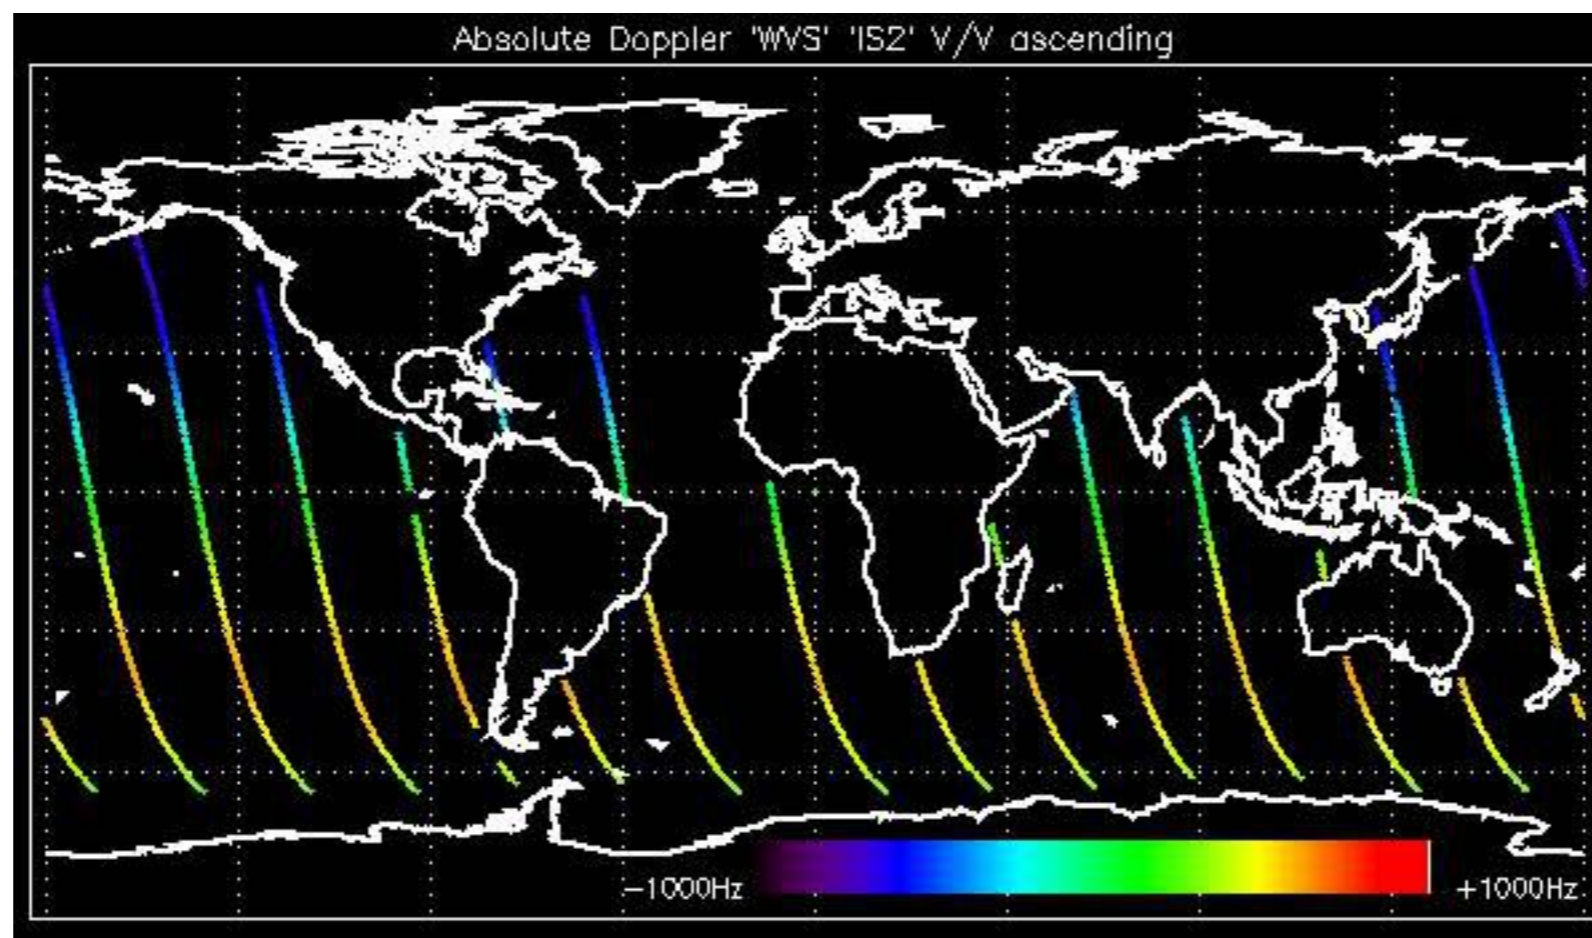 Absolute Doppler 'WVS' 'IS2' V/V ascending
-1000Hz +1000Hz